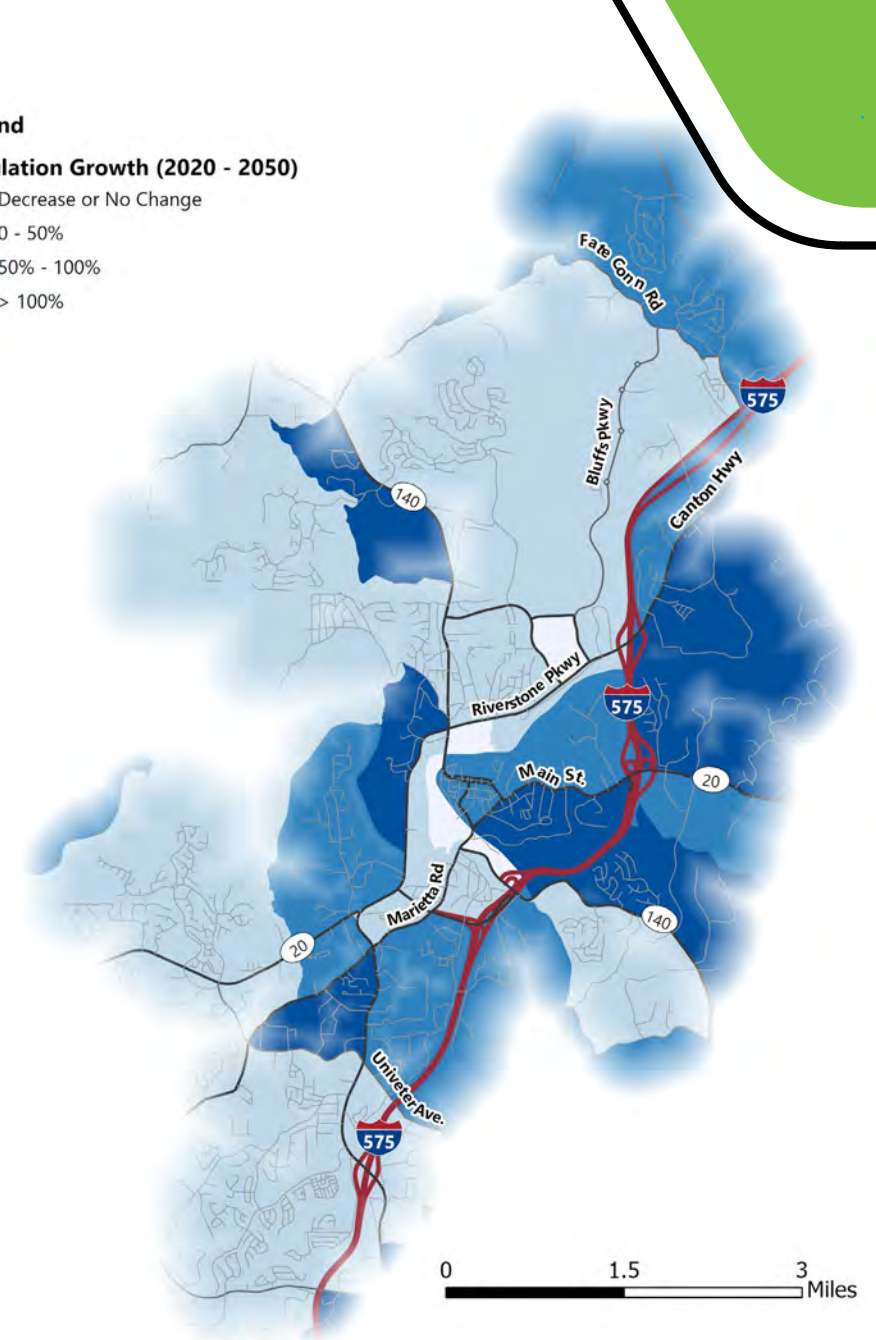 nd
lation Growth (2020 - 2050)
Decrease or No Change
0 - 50%
50% - 100%
> 100%
Fate Conn Rd
575
Bluffs Pkwy
Canton Hwy
140
Riverstone Pkwy
575
Main St.
20
Marietta Rd
140
20
Univeter Ave.
575
0 1.5 3
Miles